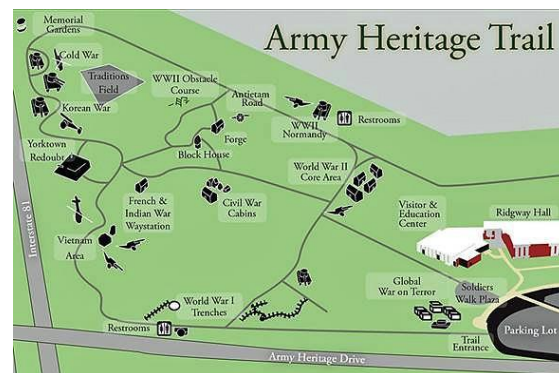 Army Heritage Trail
Memorial
Gardens
Cold War
Traditions
Field
WWII Obstacle
Course
Antietam
Road
WWII
Normandy
Restrooms
Korean War
Forge
Block House
Yorktown
Redoubt
World War II
Core Area
French &
Indian War
Waystation
Civil War
Cabins
Visitor &
Education
Center
Ridgway Hall
Interstate 81
Vietnam
Area
Global
War on Terror
Soldiers
Walk Plaza
World War I
Trenches
Restrooms
Trail
Entrance
Parking Lot
Army Heritage Drive